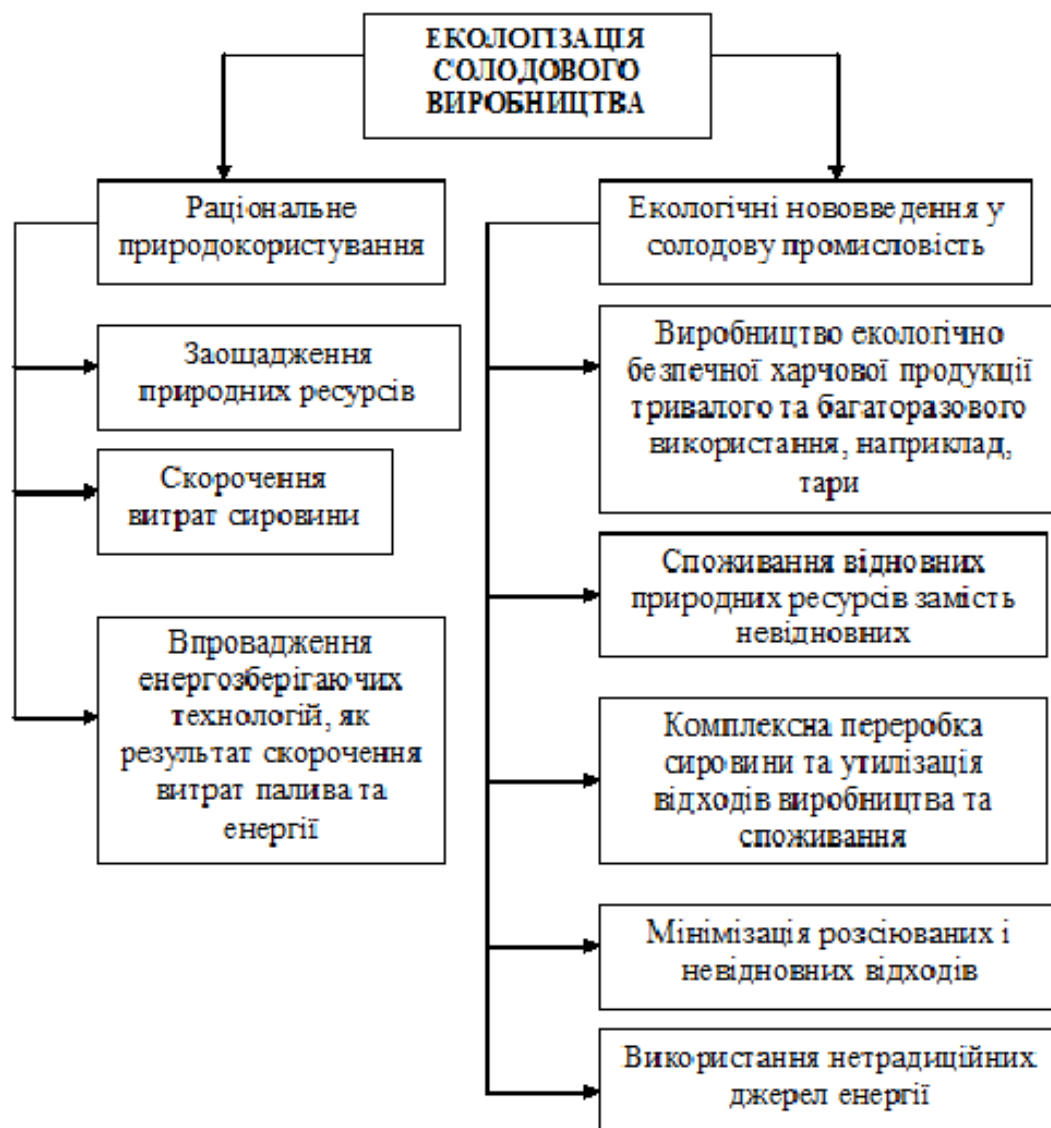 ЕКОЛОГІЗАЦІЯ
СОЛОДОВОГО
ВИРОБНИЦТВА
Раціональне
природокористування
Заощадження
природних ресурсів
Скорочення
витрат сировини
Впровадження
енергозберігаючих
технологій, як
результат скорочення
витрат палива та
енергії
Екологічні нововведення у
солодову промисловість
Виробництво екологічно
безпечної харчової продукції
тривалого та багаторазового
використання, наприклад,
тари
Споживання відновних
природних ресурсів замість
невідновних
Комплексна переробка
сировини та утилізація
відходів виробництва та
споживання
Мінімізація розсіюваних і
невідновних відходів
Використання нетрадиційних
джерел енергії